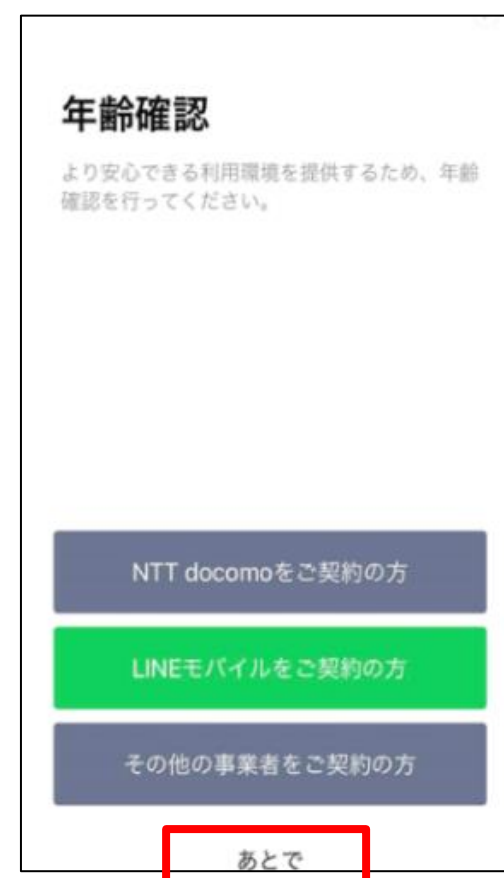 年齢確認
より安心できる利用環境を提供するため、年齢
確認を行ってください。
NTT docomoをご契約の方
LINEモバイルをご契約の方
その他の事業者をご契約の方
あとで